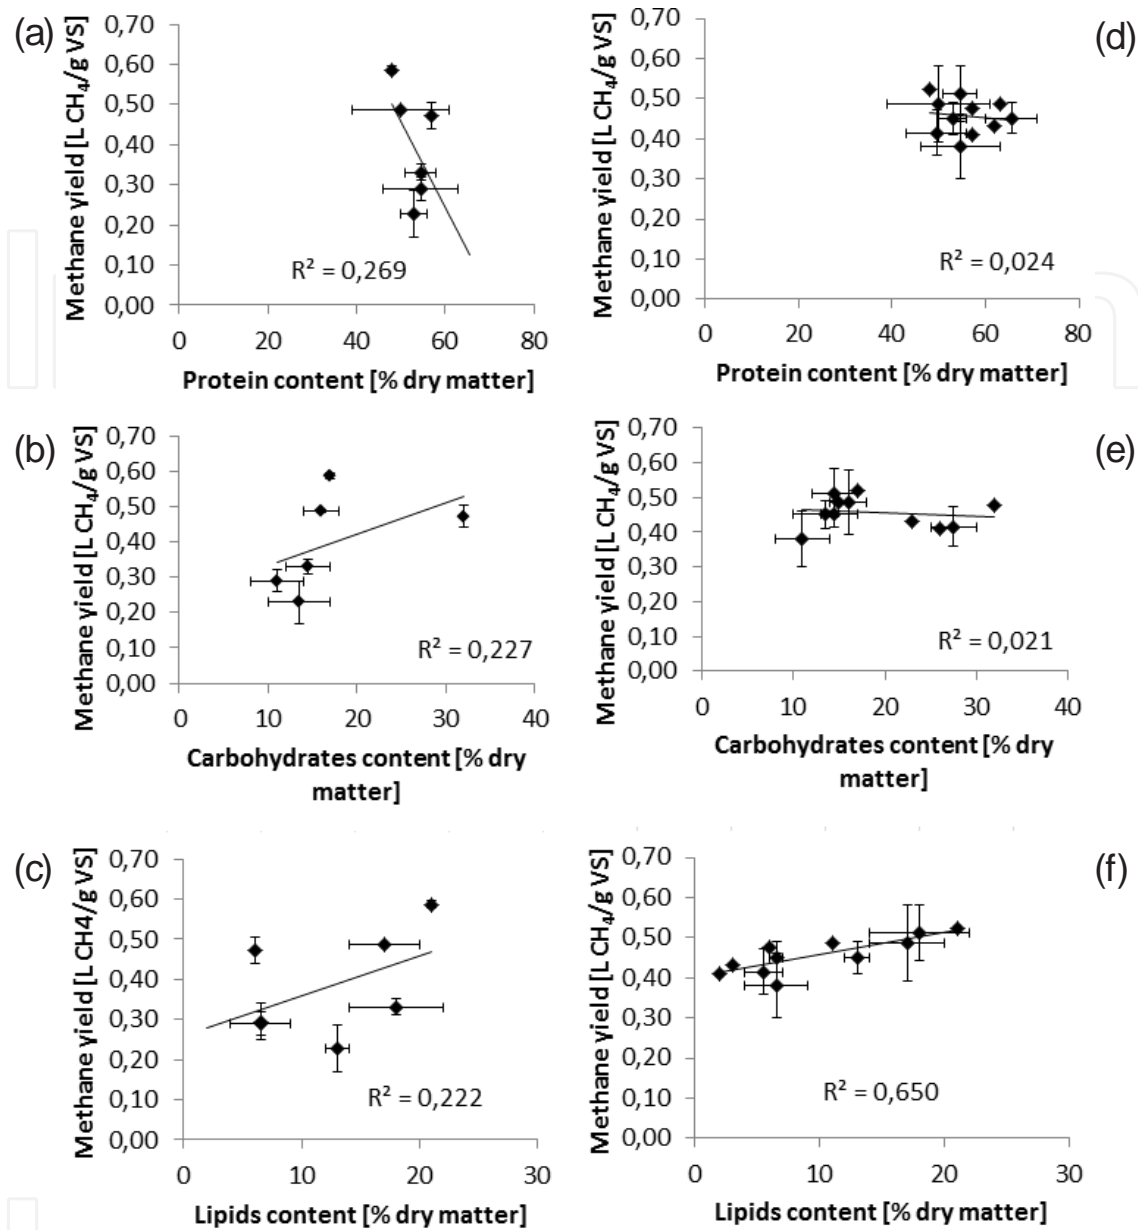 (a)
Methane yield [L CH₄/g VS]
0,70
0,60
0,50
0,40
0,30
0,20
0,10
0,00
R² = 0,269
0 20 40 60 80
Protein content [% dry matter]
(d)
Methane yield [L CH₄/g VS]
0,70
0,60
0,50
0,40
0,30
0,20
0,10
0,00
R² = 0,024
0 20 40 60 80
Protein content [% dry matter]
(b)
Methane yield [L CH₄/g VS]
0,70
0,60
0,50
0,40
0,30
0,20
0,10
0,00
R² = 0,227
0 10 20 30 40
Carbohydrates content [% dry
matter]
(e)
Methane yield [L CH₄/g VS]
0,70
0,60
0,50
0,40
0,30
0,20
0,10
0,00
R² = 0,021
0 10 20 30 40
Carbohydrates content [% dry
matter]
(c)
Methane yield [L CH4/g VS]
0,70
0,60
0,50
0,40
0,30
0,20
0,10
0,00
R² = 0,222
0 10 20 30
Lipids content [% dry matter]
(f)
Methane yield [L CH₄/g VS]
0,70
0,60
0,50
0,40
0,30
0,20
0,10
0,00
R² = 0,650
0 10 20 30
Lipids content [% dry matter]